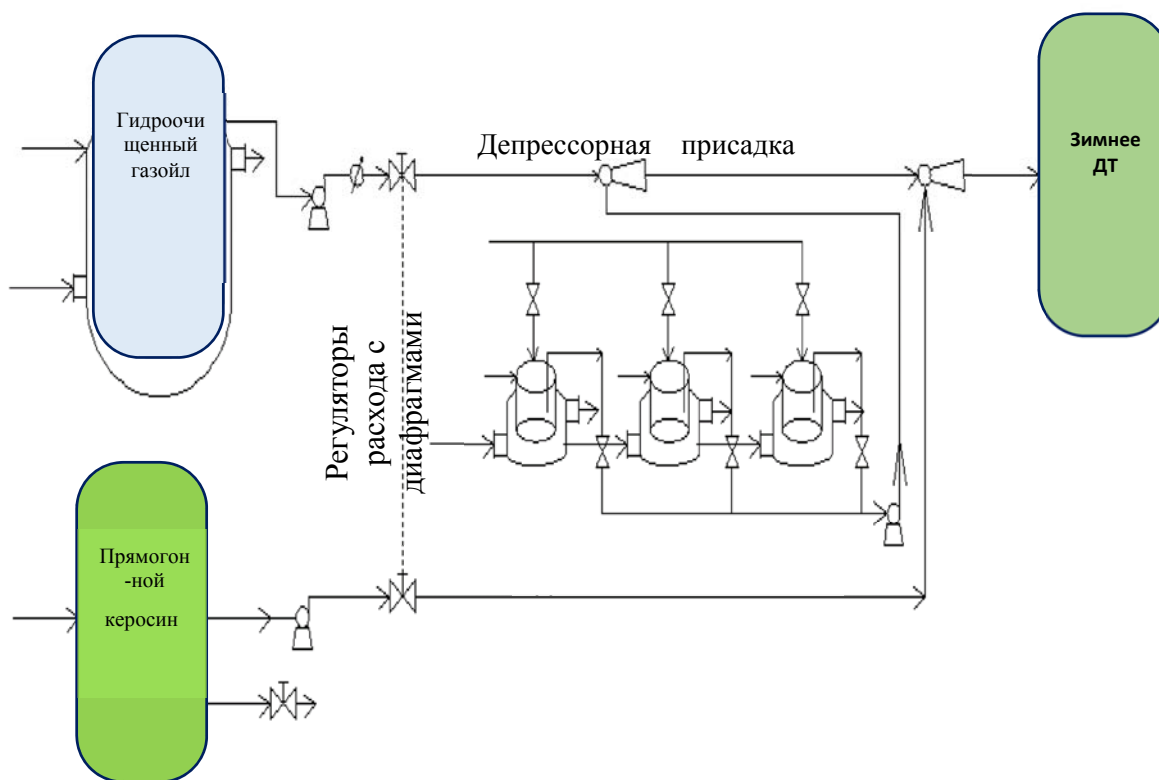 Гидроочи
щенный
газойл
Депрессорная присадка
Зимнее
ДТ
Регуляторы
расхода с
диафрагмами
Прямогон
-ной
керосин